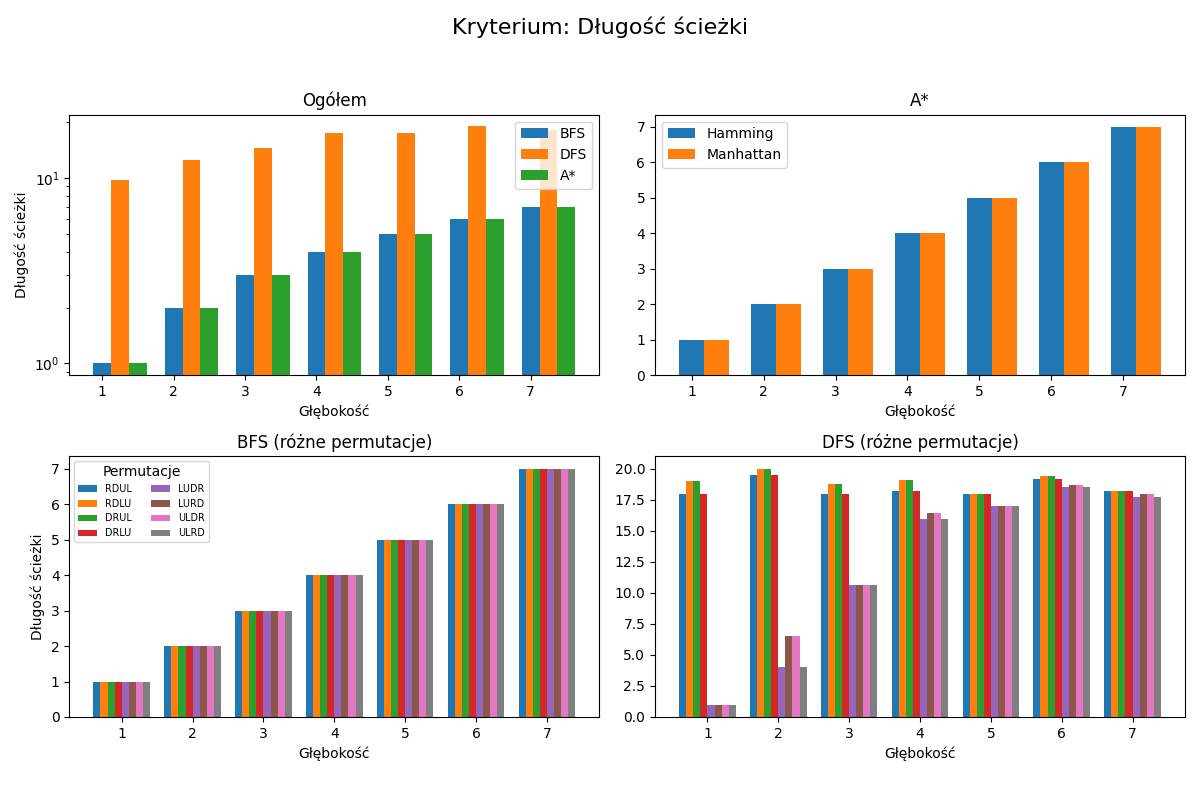 Kryterium: Długość ścieżki
Ogółem
Długość ścieżki
10¹
10⁰
BFS
DFS
A*
1 2 3 4 5 6 7
Głębokość
A*
Hamming
Manhattan
7
6
5
4
3
2
1
0
1 2 3 4 5 6 7
Głębokość
BFS (różne permutacje)
Długość ścieżki
7
6
5
4
3
2
1
0
Permutacje
RDUL LUDR
RDLU LURD
DRUL ULDR
DRLU ULRD
1 2 3 4 5 6 7
Głębokość
DFS (różne permutacje)
20.0
17.5
15.0
12.5
10.0
7.5
5.0
2.5
0.0
1 2 3 4 5 6 7
Głębokość